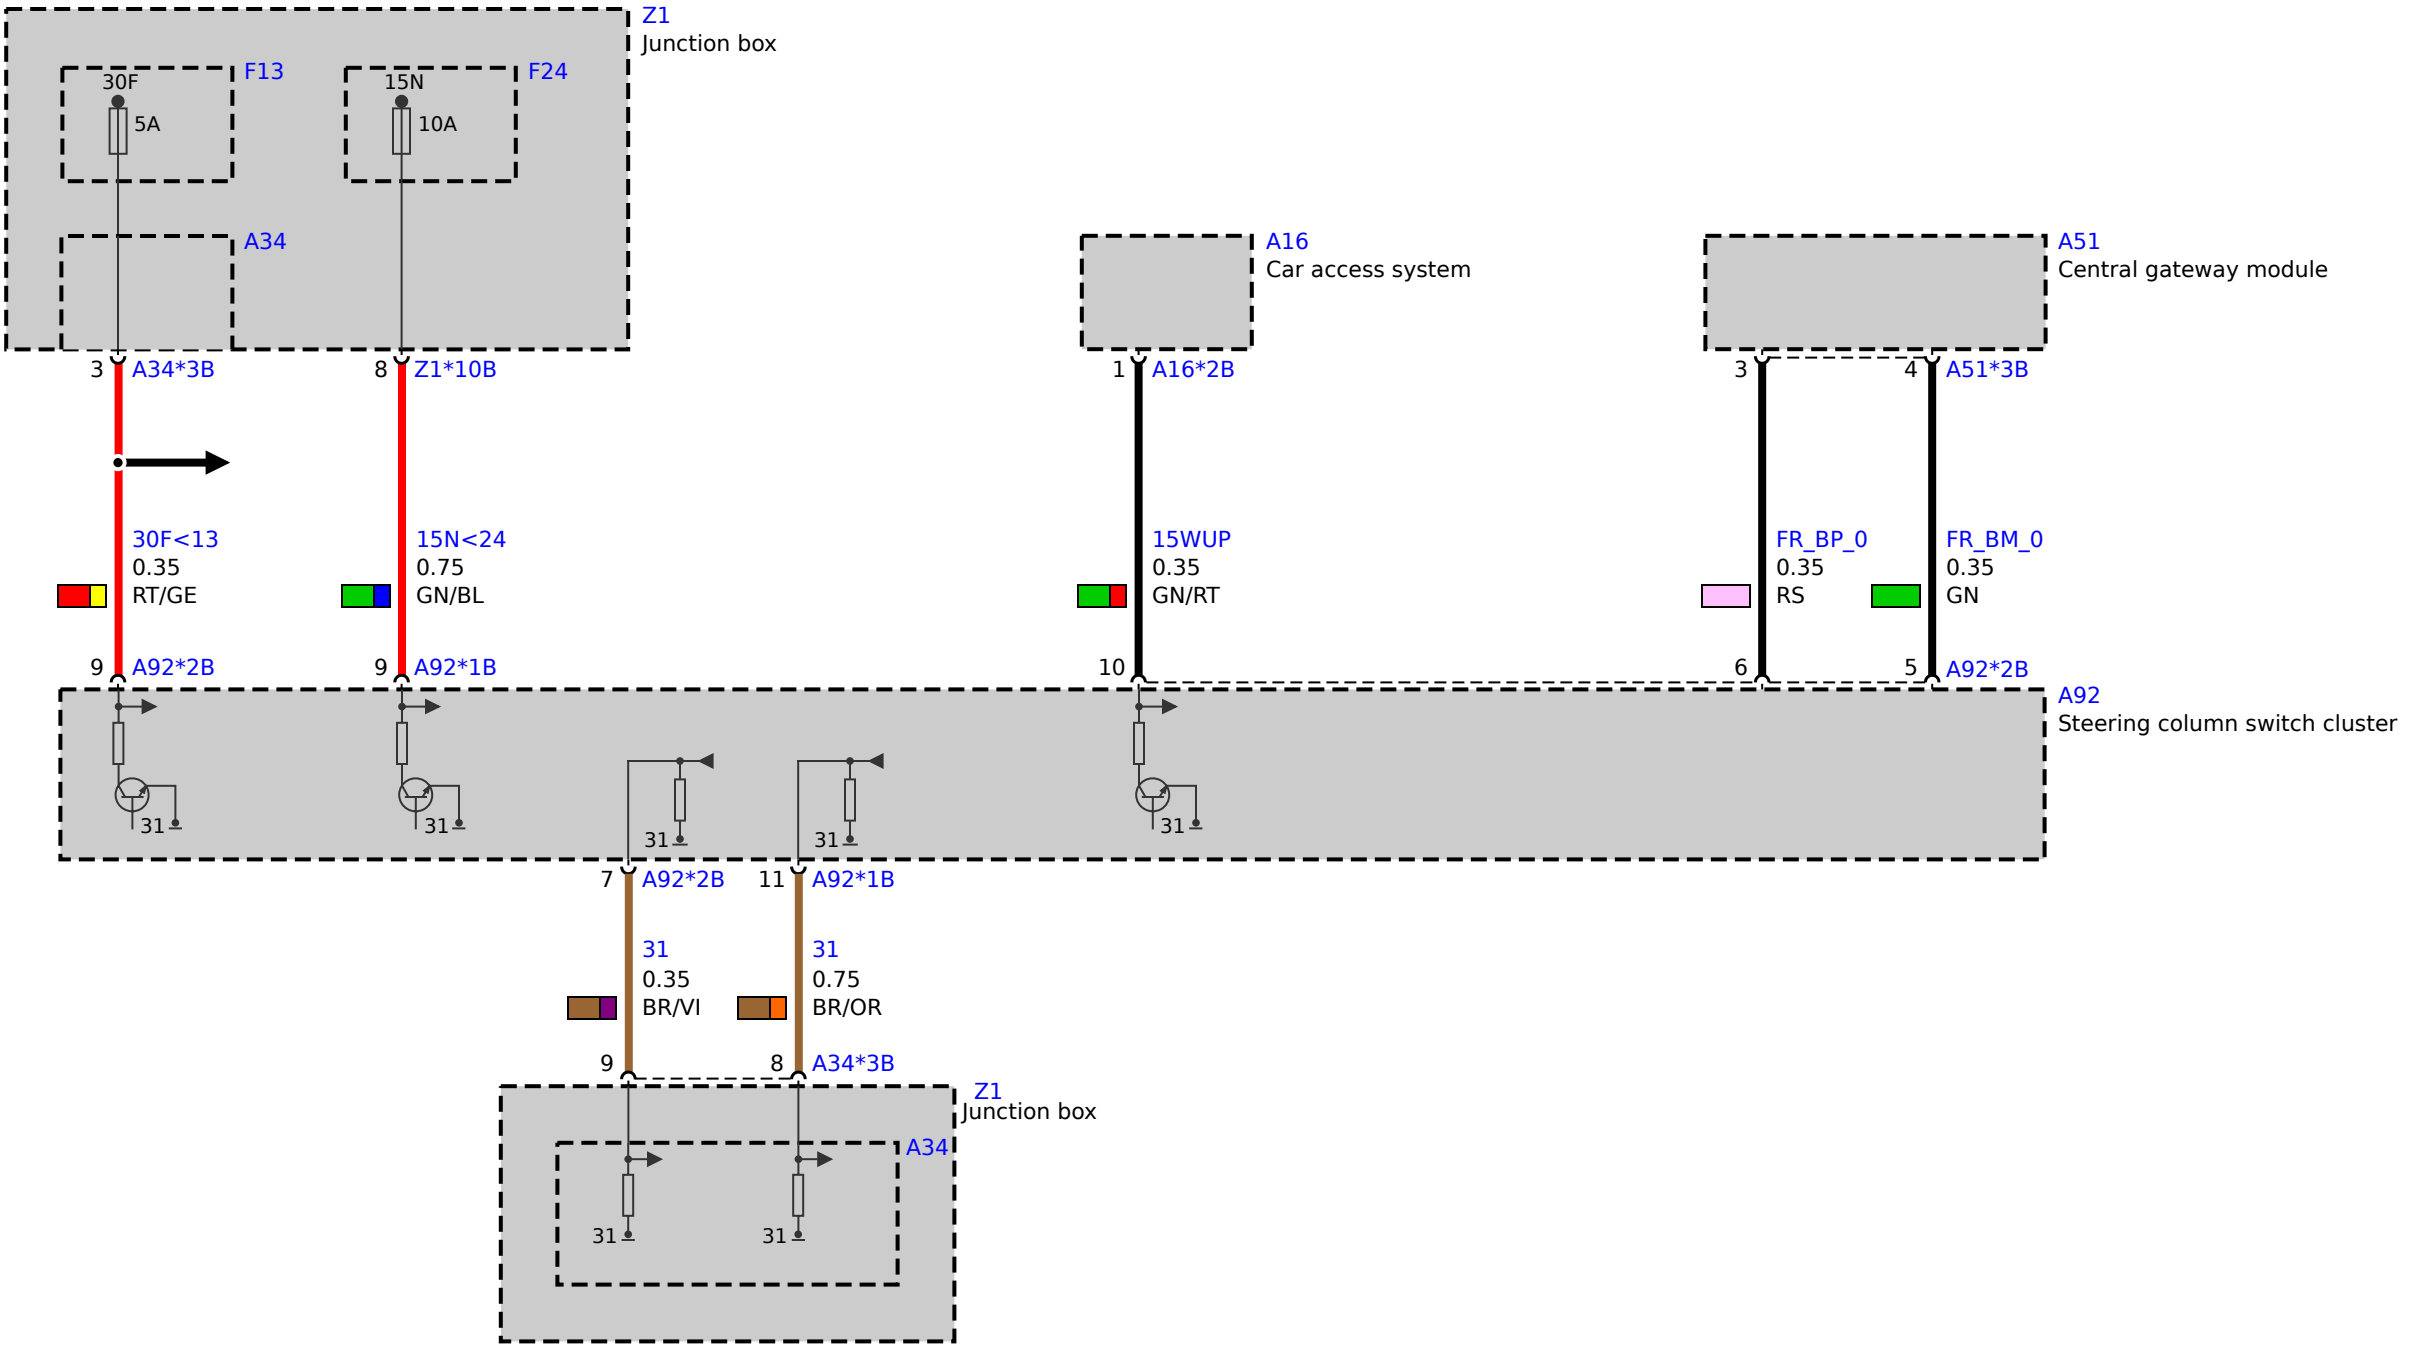 Z1
Junction box
30F
F13
15N
F24
5A
10A
A34
A16
Car access system
A51
Central gateway module
3 A34*3B
8 Z1*10B
1 A16*2B
3
4 A51*3B
30F<13
0.35
RT/GE
15N<24
0.75
GN/BL
15WUP
0.35
GN/RT
FR_BP_0
0.35
RS
FR_BM_0
0.35
GN
9 A92*2B
9 A92*1B
10
6
5 A92*2B
A92
Steering column switch cluster
31
31
31
31
31
7 A92*2B
11 A92*1B
31
0.35
BR/VI
31
0.75
BR/OR
9
8 A34*3B
Z1
Junction box
A34
31
31